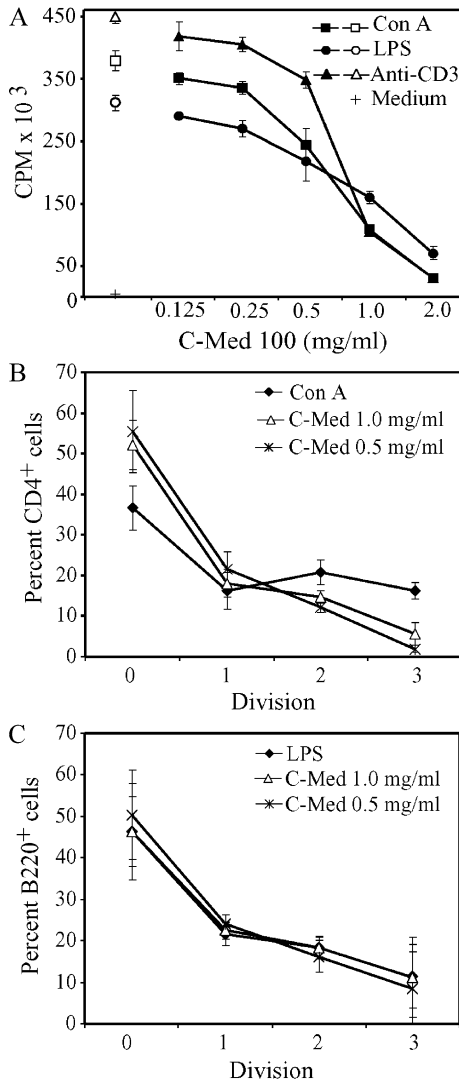 A
450
350
250
150
50
0
CPM x 10³
Con A
LPS
Anti-CD3
Medium
0.125 0.25 0.5 1.0 2.0
C-Med 100 (mg/ml)
B
70
60
50
40
30
20
10
0
Percent CD4⁺ cells
Con A
C-Med 1.0 mg/ml
C-Med 0.5 mg/ml
0 1 2 3
Division
C
70
60
50
40
30
20
10
0
Percent B220⁺ cells
LPS
C-Med 1.0 mg/ml
C-Med 0.5 mg/ml
0 1 2 3
Division